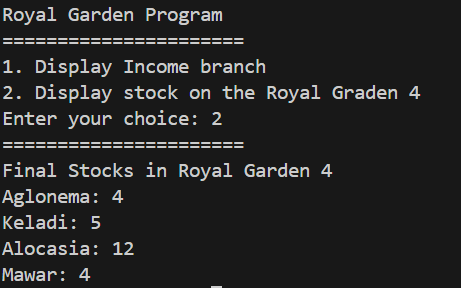 Royal Garden Program
======================
1. Display Income branch
2. Display stock on the Royal Graden 4
Enter your choice: 2
======================
Final Stocks in Royal Garden 4
Aglonema: 4
Keladi: 5
Alocasia: 12
Mawar: 4